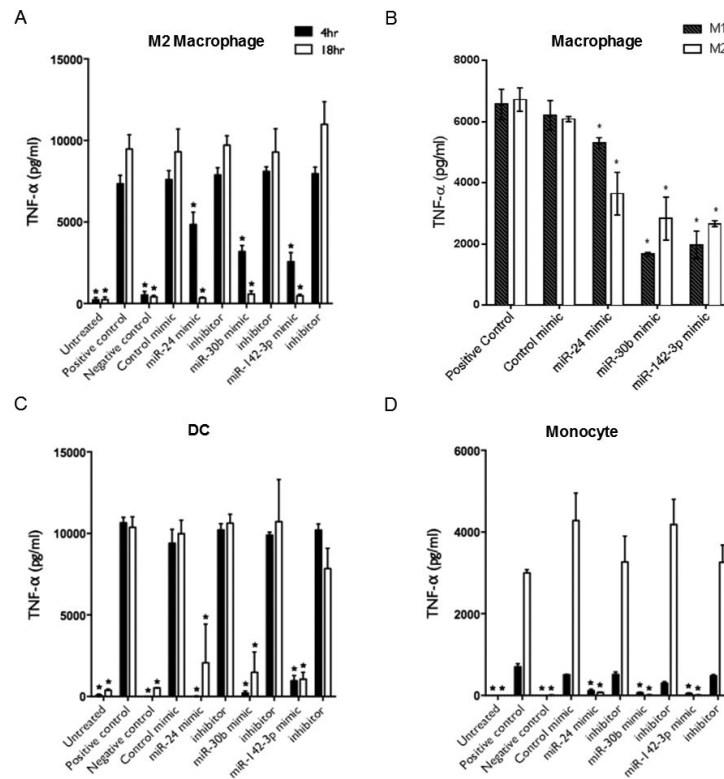 A
M2 Macrophage
4hr
18hr
TNF-α (pg/ml)
15000
10000
5000
0
* * * * * * * * * *
Untreated
Positive control
Negative control
Control mimic
miR-24 mimic
inhibitor
miR-30b mimic
inhibitor
miR-142-3p mimic
inhibitor
B
Macrophage
M1
M2
TNF-α (pg/ml)
8000
6000
4000
2000
0
* * * * * *
Positive Control
Control mimic
miR-24 mimic
miR-30b mimic
miR-142-3p mimic
C
DC
TNF-α (pg/ml)
15000
10000
5000
0
* * * * * * * * * *
Untreated
Positive control
Negative control
Control mimic
miR-24 mimic
inhibitor
miR-30b mimic
inhibitor
miR-142-3p mimic
inhibitor
D
Monocyte
TNF-α (pg/ml)
6000
4000
2000
0
* * * * * * * * * *
Untreated
Positive control
Negative control
Control mimic
miR-24 mimic
inhibitor
miR-30b mimic
inhibitor
miR-142-3p mimic
inhibitor